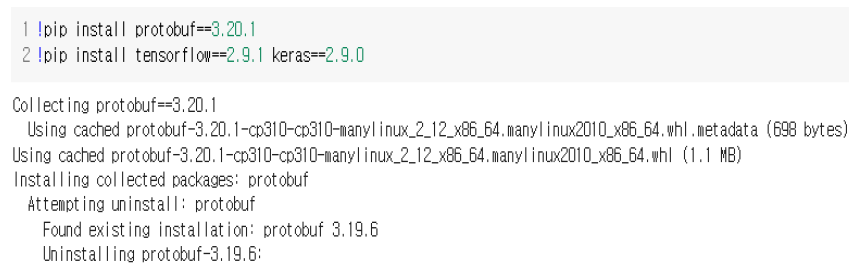 1 !pip install protobuf==3.20.1
2 !pip install tensorflow==2.9.1 keras==2.9.0
Collecting protobuf==3.20.1
Using cached protobuf-3.20.1-cp310-cp310-manylinux_2_12_x86_64.manylinux2010_x86_64.whl.metadata (698 bytes)
Using cached protobuf-3.20.1-cp310-cp310-manylinux_2_12_x86_64.manylinux2010_x86_64.whl (1.1 MB)
Installing collected packages: protobuf
Attempting uninstall: protobuf
Found existing installation: protobuf 3.19.6
Uninstalling protobuf-3.19.6: